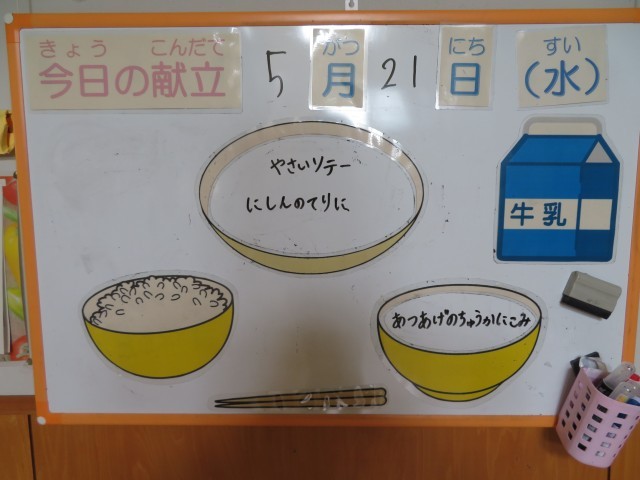 きょう こんだて がつ にち すい
今日の献立 5月21日(水)
やさいソテー
にしんのてりに
牛乳
あつあげのちゅうかにこみ